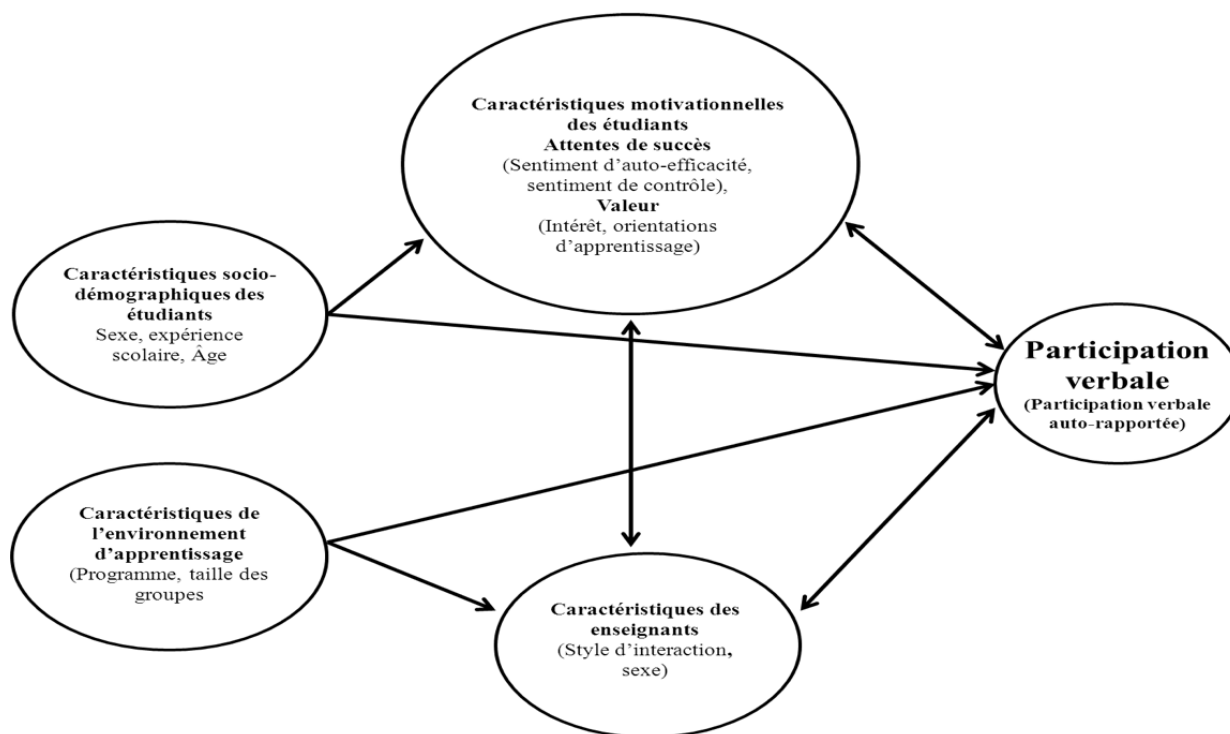 Caractéristiques motivationnelles
des étudiants
Attentes de succès
(Sentiment d'auto-efficacité,
sentiment de contrôle),
Valeur
(Intérêt, orientations
d'apprentissage)
Caractéristiques socio-
démographiques des
étudiants
Sexe, expérience
scolaire, Âge
Participation
verbale
(Participation verbale
auto-rapportée)
Caractéristiques de
l'environnement
d'apprentissage
(Programme, taille des
groupes
Caractéristiques des
enseignants
(Style d'interaction,
sexe)